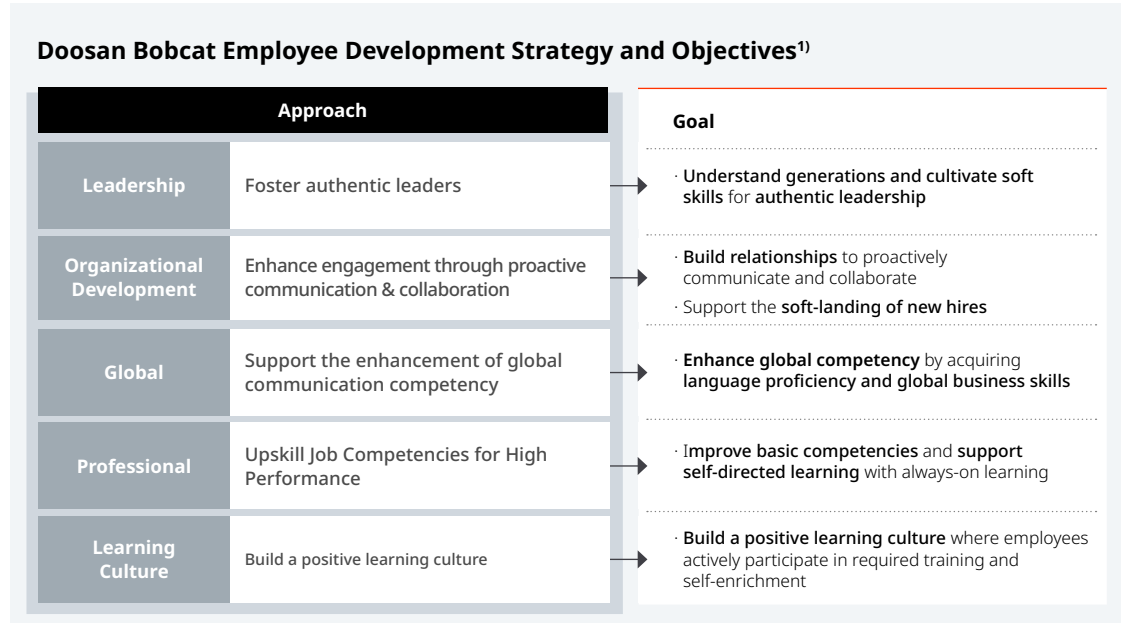 Doosan Bobcat Employee Development Strategy and Objectives1)
Approach
Goal
Leadership
Foster authentic leaders
· Understand generations and cultivate soft
skills for authentic leadership
Organizational
Development
Enhance engagement through proactive
communication & collaboration
· Build relationships to proactively
communicate and collaborate
· Support the soft-landing of new hires
Global
Support the enhancement of global
communication competency
· Enhance global competency by acquiring
language proficiency and global business skills
Professional
Upskill Job Competencies for High
Performance
· Improve basic competencies and support
self-directed learning with always-on learning
Learning
Culture
Build a positive learning culture
· Build a positive learning culture where employees
actively participate in required training and
self-enrichment